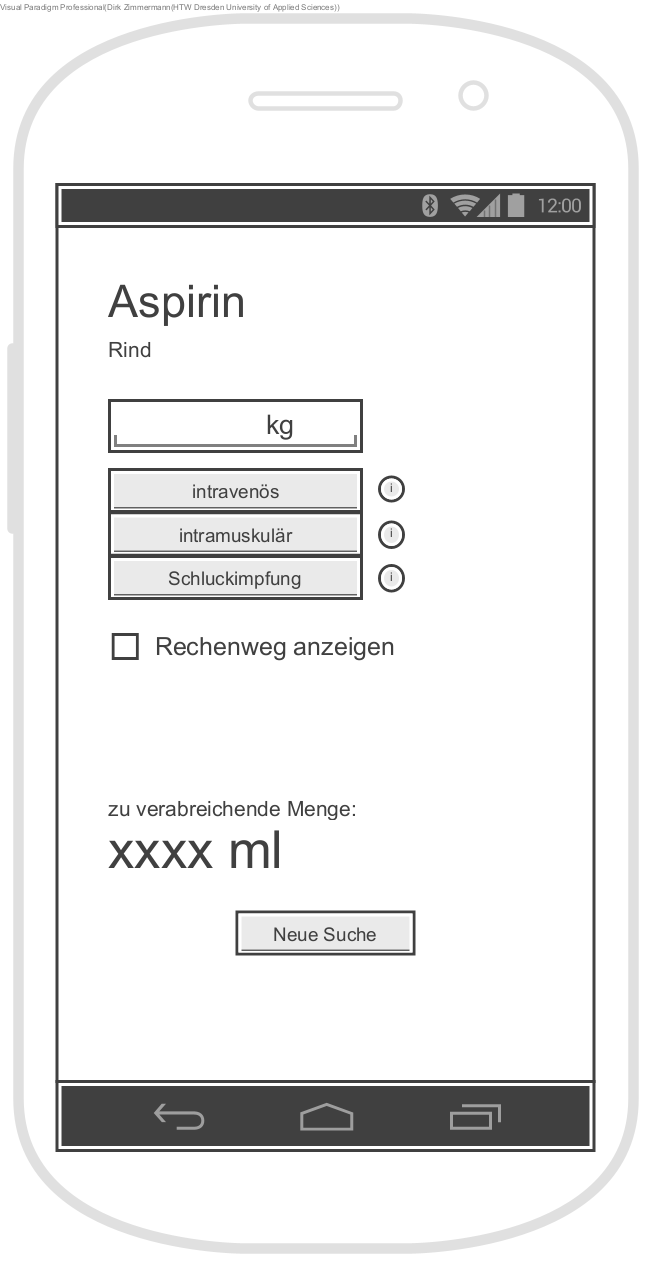 Visual Paradigm Professional(Dirk Zimmermann(HTW Dresden University of Applied Sciences))
12:00
Aspirin
Rind
kg
intravenös i
intramuskulär i
Schluckimpfung i
Rechenweg anzeigen
zu verabreichende Menge:
xxxx ml
Neue Suche